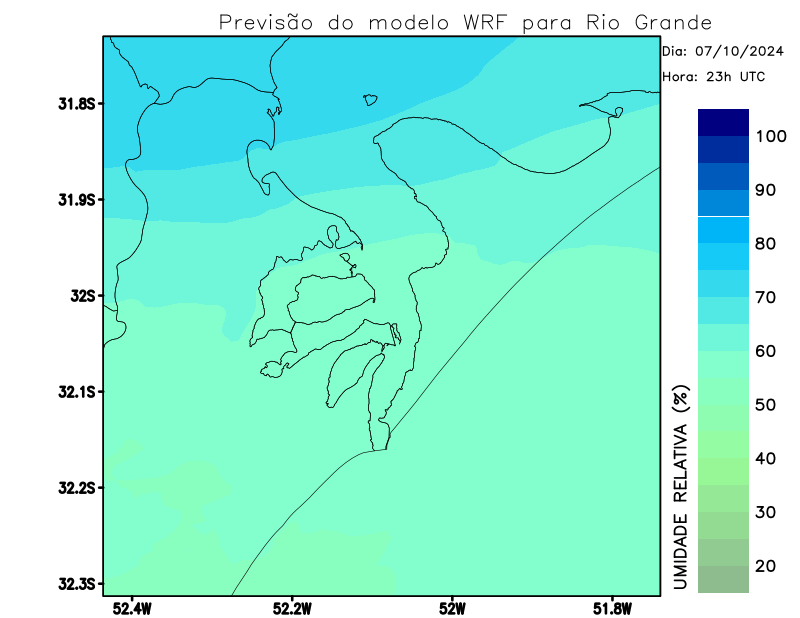 Previsão do modelo WRF para Rio Grande
Dia: 07/10/2024
Hora: 23h UTC
31.8S
31.9S
32S
32.1S
32.2S
32.3S
52.4W
52.2W
52W
51.8W
100
90
80
70
60
50
40
30
20
UMIDADE RELATIVA (%)